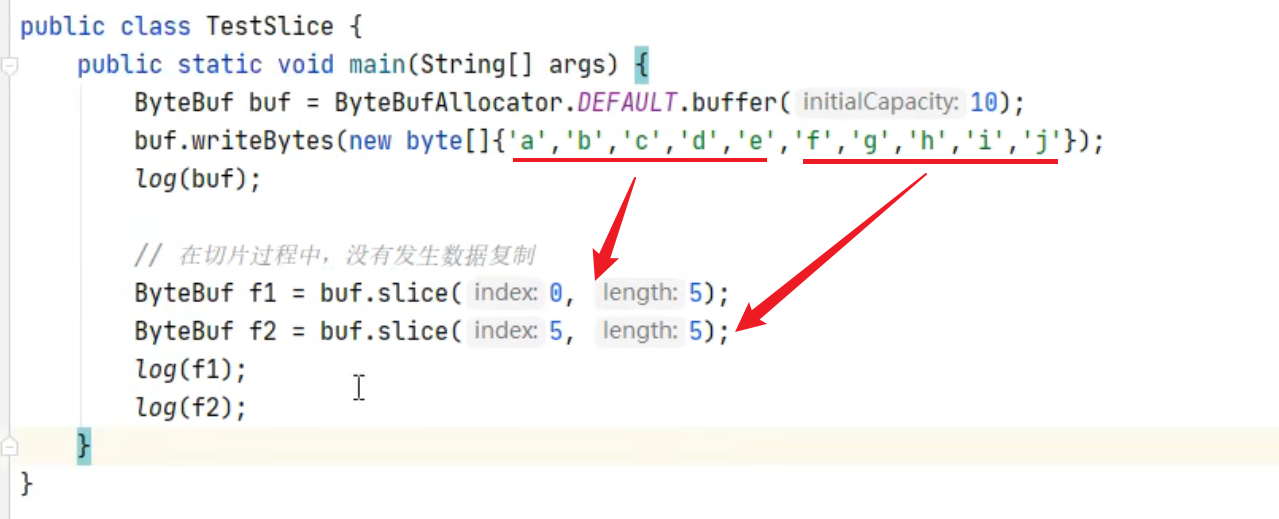 public class TestSlice {
public static void main(String[] args) {
ByteBuf buf = ByteBufAllocator.DEFAULT.buffer( initialCapacity: 10);
buf.writeBytes(new byte[]{'a','b','c','d','e','f','g','h','i','j'});
log(buf);
// 在切片过程中，没有发生数据复制
ByteBuf f1 = buf.slice( index: 0, length: 5);
ByteBuf f2 = buf.slice( index: 5, length: 5);
log(f1);
log(f2);
}
}